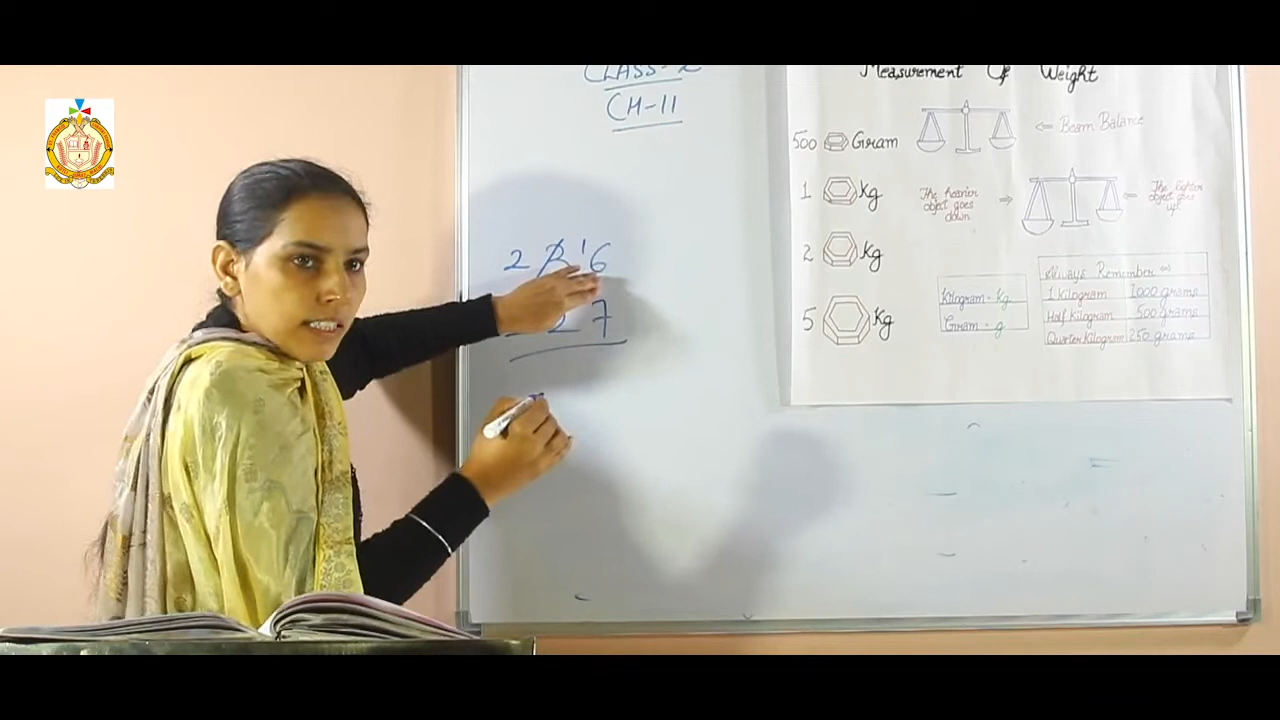 CLASS-2
CH-11
2 2 16
2 7
Measurement Of Weight
500 Gram
1 Kg
2 Kg
5 Kg
⇐ Beam Balance
The heavier
object goes
down
⇒
⇐ The lighter
object goes
up
Kilogram - Kg
Gram - g
Always Remember
1 Kilogram 1000 grams
Half Kilogram 500 grams
Quarter Kilogram 250 grams